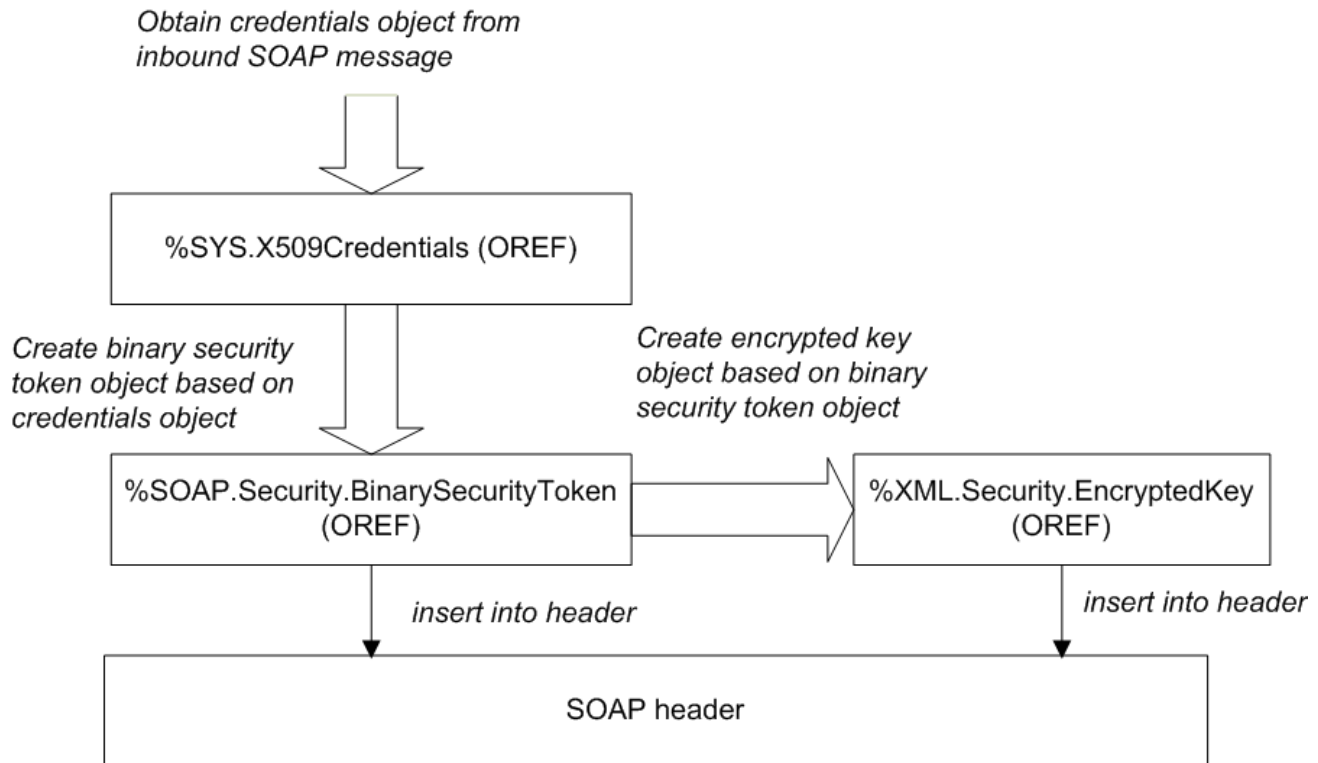 Obtain credentials object from
inbound SOAP message
%SYS.X509Credentials (OREF)
Create binary security
token object based on
credentials object
Create encrypted key
object based on binary
security token object
%SOAP.Security.BinarySecurityToken
(OREF)
%XML.Security.EncryptedKey
(OREF)
insert into header
insert into header
SOAP header